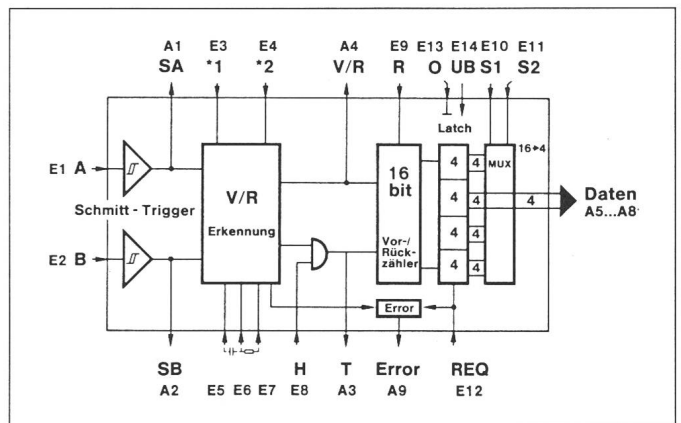 A1 E3 E4 A4 E9 E13 E14 E10 E11
SA *1 *2 V/R R O UB S1 S2
Latch
E1 A
Schmitt - Trigger
E2 B
V/R
Erkennung
16
bit
Vor-/
Rück-
zähler
4
4
4
4
4
4
4
4
MUX
16▸4
4
Daten
A5...A8
Error
SB H T Error REQ
A2 E5 E6 E7 E8 A3 A9 E12